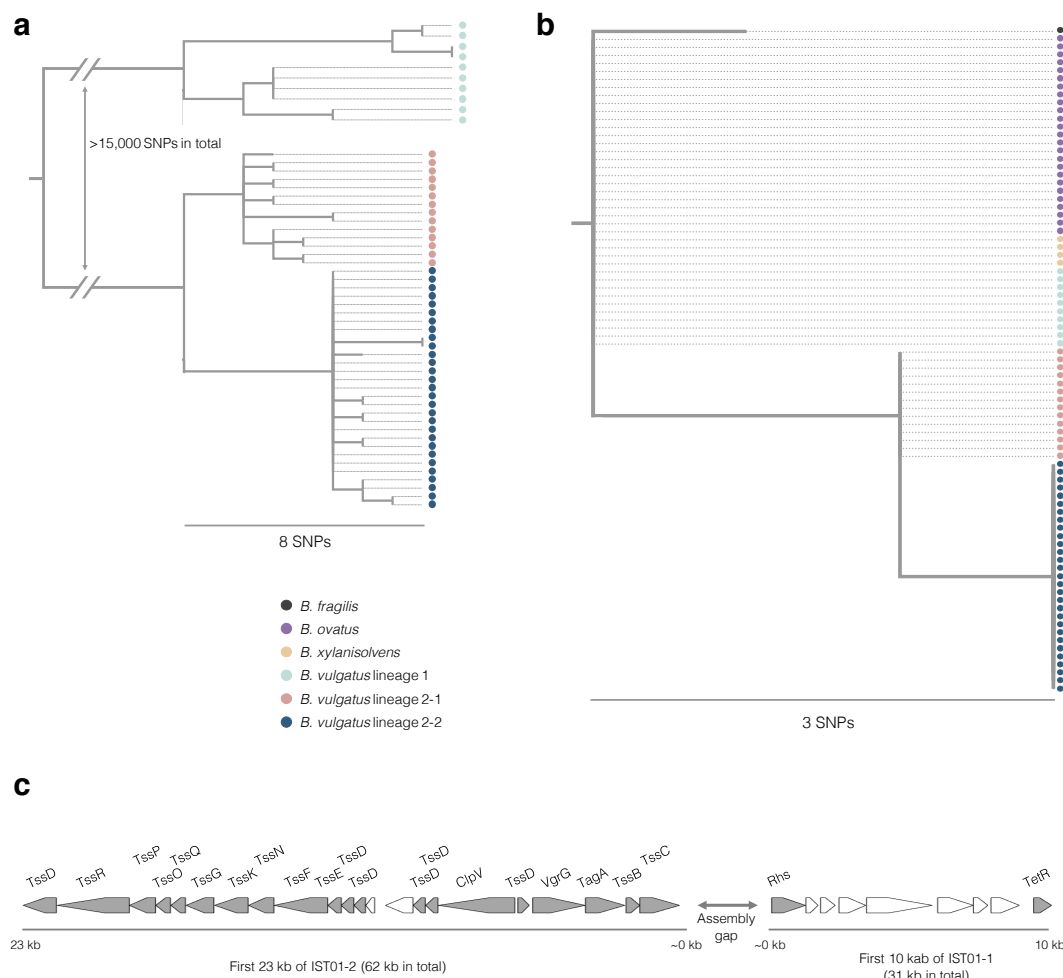 a
b
>15,000 SNPs in total
8 SNPs
B. fragilis
B. ovatus
B. xylanisolvens
B. vulgatus lineage 1
B. vulgatus lineage 2-1
B. vulgatus lineage 2-2
3 SNPs
c
TssD TssR TssP TssO TssQ TssG TssK TssN TssF TssE TssD TssD TssD TssD ClpV TssD VgrG TagA TssB TssC Rhs TetR
Assembly
gap
23 kb ~0 kb ~0 kb 10 kb
First 23 kb of IST01-2 (62 kb in total)
First 10 kab of IST01-1
(31 kb in total)